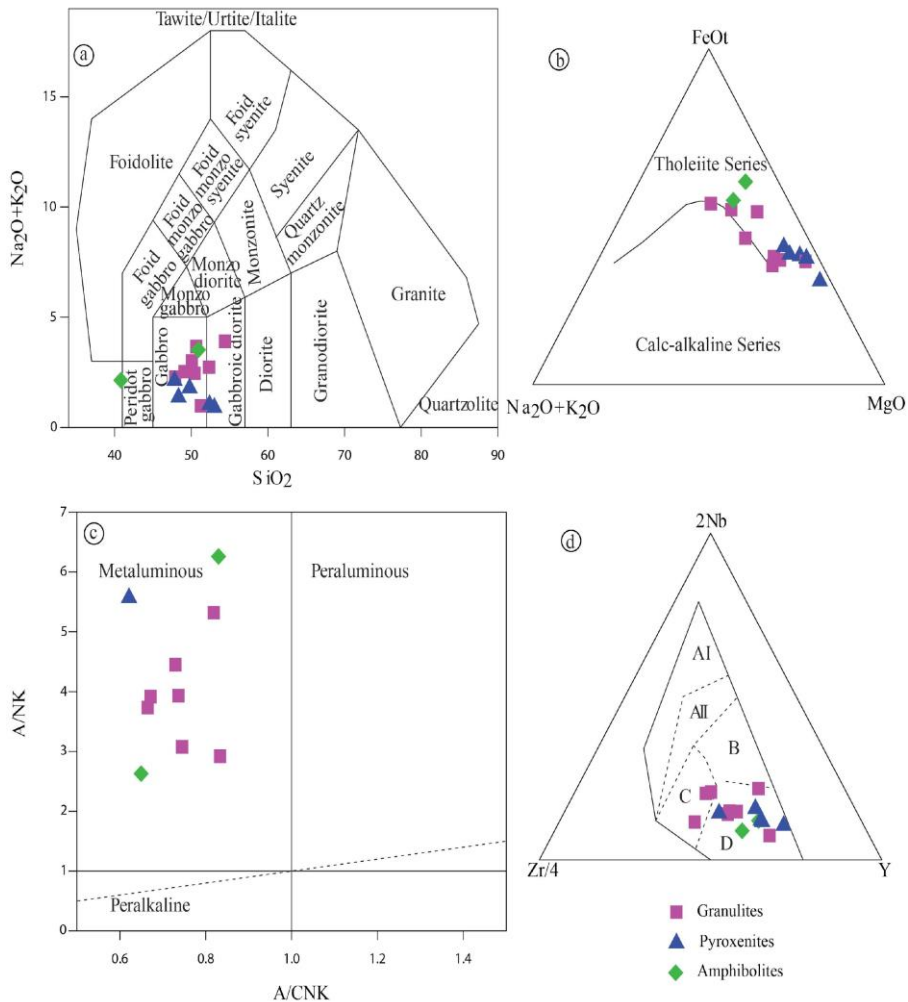 Tawite/Urtite/Italite
a
Foidolite
Foid
syenite
Foid
monzo
syenite
Foid
monzo
gabbro
Foid
gabbro
Syenite
Quartz
monzonite
Monzonite
Monzo
diorite
Monzo
gabbro
Granite
Peridot
gabbro
Gabbro
Gabbroic diorite
Diorite
Granodiorite
Quartzolite
Na2O+K2O
15
10
5
0
40 50 60 70 80 90
SiO2
b
FeOt
Tholeiite Series
Calc-alkaline Series
Na2O+K2O
MgO
c
Metaluminous
Peraluminous
Peralkaline
A/NK
7
6
5
4
3
2
1
0
0.6 0.8 1.0 1.2 1.4
A/CNK
d
2Nb
AI
AII
B
C
D
Zr/4
Y
Granulites
Pyroxenites
Amphibolites